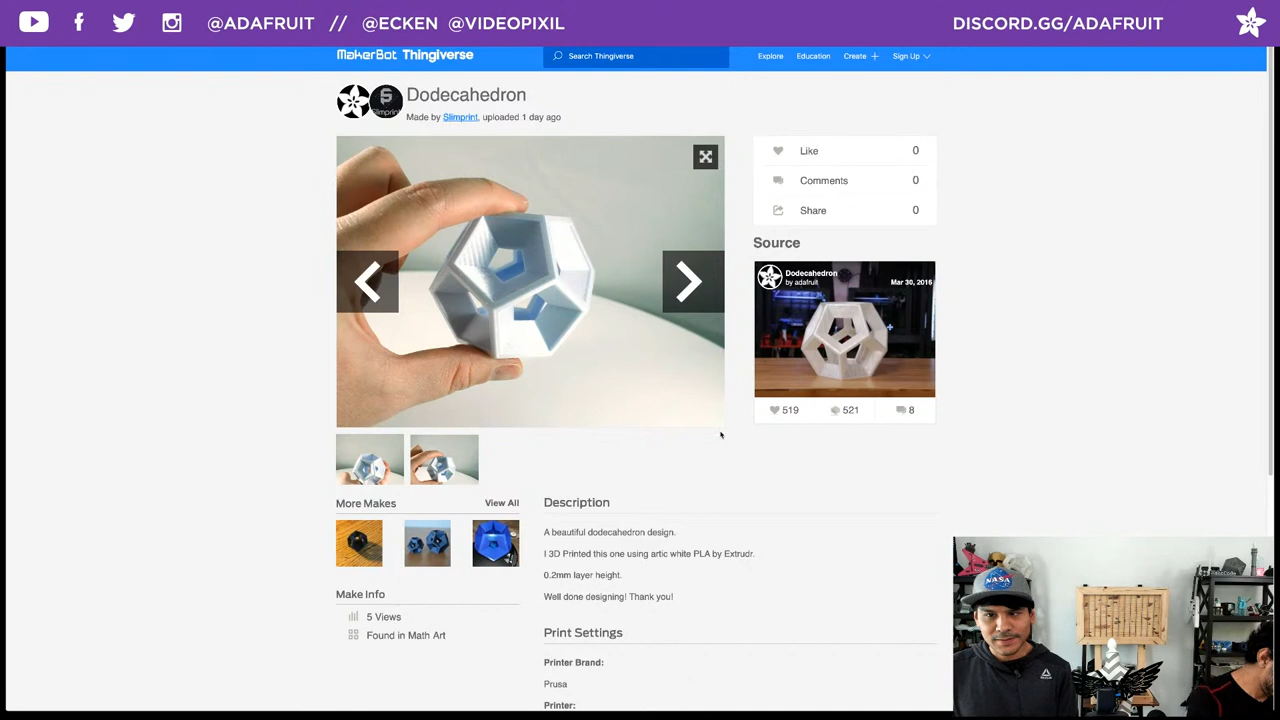 @ADAFRUIT // @ECKEN @VIDEOPIXIL
DISCORD.GG/ADAFRUIT
MakerBot Thingiverse
Search Thingiverse
Explore
Education
Create
Sign Up
Dodecahedron
Made by Slimprint, uploaded 1 day ago
Slimprint
Like 0
Comments 0
Share 0
Source
Dodecahedron
by adafruit
Mar 30, 2016
519
521
8
More Makes
View All
Make Info
5 Views
Found in Math Art
Description
A beautiful dodecahedron design.
I 3D Printed this one using artic white PLA by Extrudr.
0.2mm layer height.
Well done designing! Thank you!
Print Settings
Printer Brand:
Prusa
Printer:
NASA